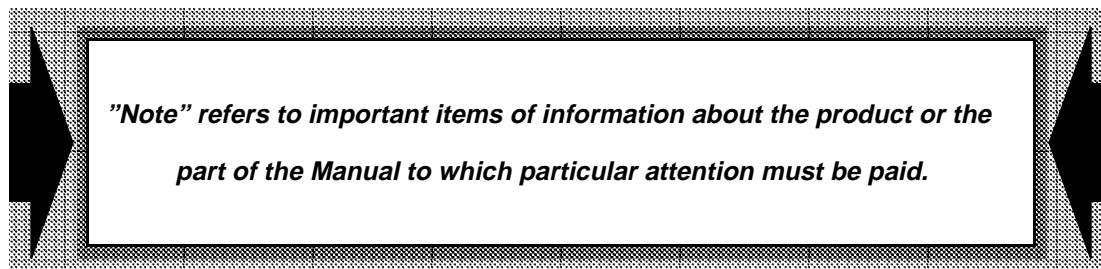 ”Note” refers to important items of information about the product or the
part of the Manual to which particular attention must be paid.